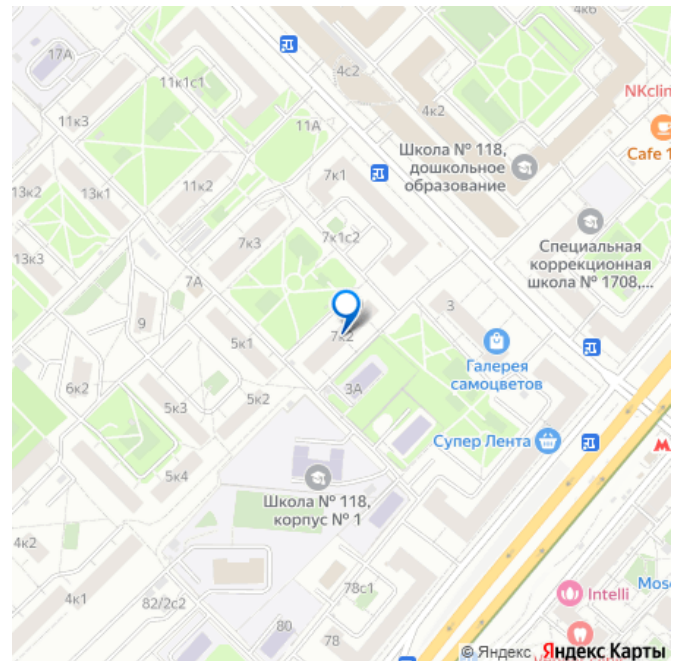 4к6
17А
4с2
11к1с1
NKclin
4к2
11к3
11А
Cafe 1
Школа № 118,
дошкольное
образование
7к1
13к2
13к1
11к2
7к1с2
7к3
Специальная
коррекционная
школа № 1708,...
13к3
7А
3
9
7к2
5к1
Галерея
самоцветов
6к2
3А
5к2
5к3
Супер Лента
М
5к4
Школа № 118,
корпус № 1
4к2
78с1
Mosc
Intelli
4к1
82/2с2
80
78
© Яндекс Яндекс Карты